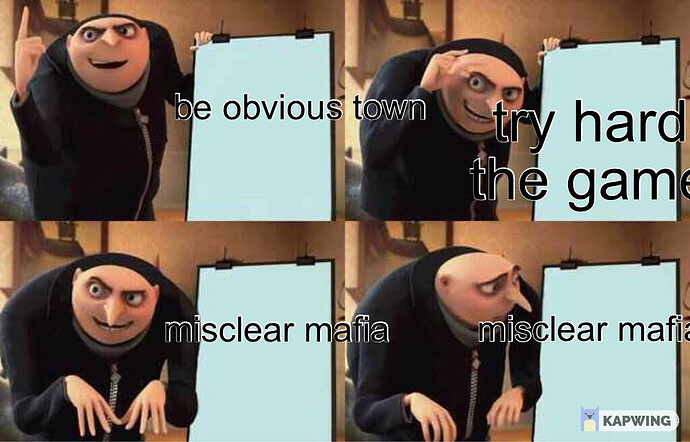 be obvious town
try hard
the game
misclear mafia
misclear mafia
KAPWING